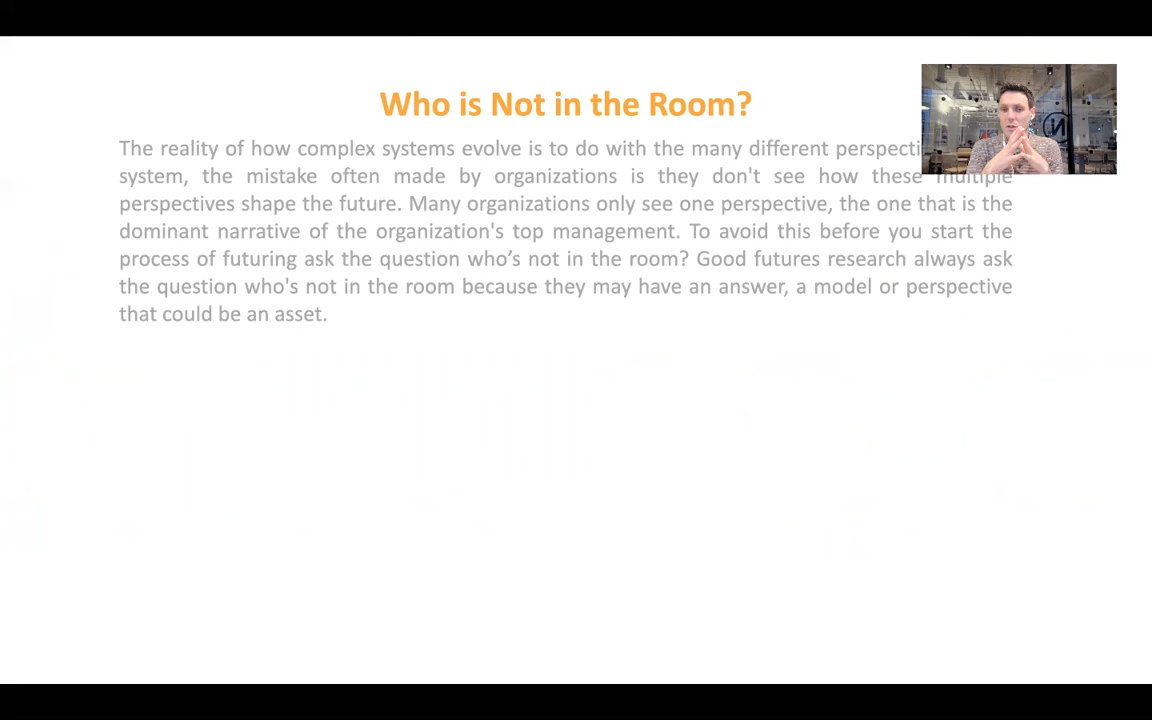 Who is Not in the Room?
The reality of how complex systems evolve is to do with the many different
system, the mistake often made by organizations is they don't see how these multiple
perspectives shape the future. Many organizations only see one perspective, the one that is the
dominant narrative of the organization's top management. To avoid this before you start the
process of futuring ask the question who’s not in the room? Good futures research always ask
the question who's not in the room because they may have an answer, a model or perspective
that could be an asset.